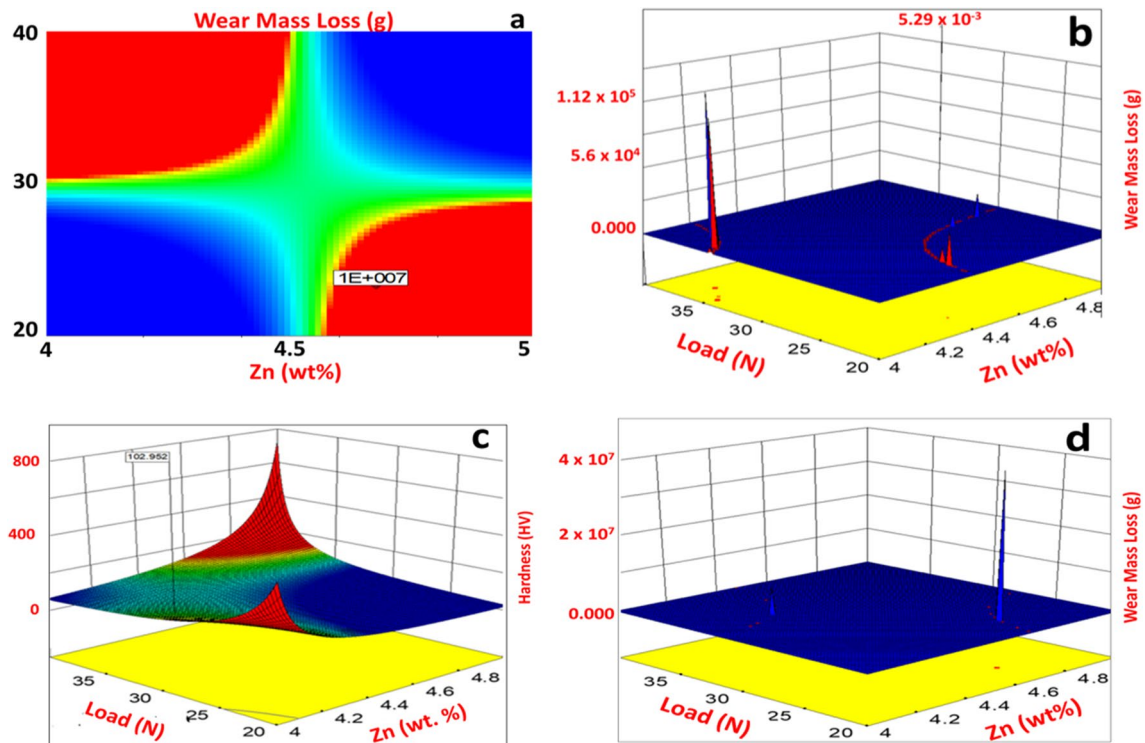 Wear Mass Loss (g)
a
40
30
20
1E+007
4
4.5
5
Zn (wt%)
5.29 x 10⁻³
b
1.12 x 10⁵
5.6 x 10⁴
0.000
Wear Mass Loss (g)
35
30
25
20
Load (N)
4
4.2
4.4
4.6
4.8
Zn (wt%)
c
102.952
800
400
0
Hardness (HV)
35
30
25
20
Load (N)
4
4.2
4.4
4.6
4.8
Zn (wt. %)
d
4 x 10⁷
2 x 10⁷
0.000
Wear Mass Loss (g)
35
30
25
20
Load (N)
4
4.2
4.4
4.6
4.8
Zn (wt%)